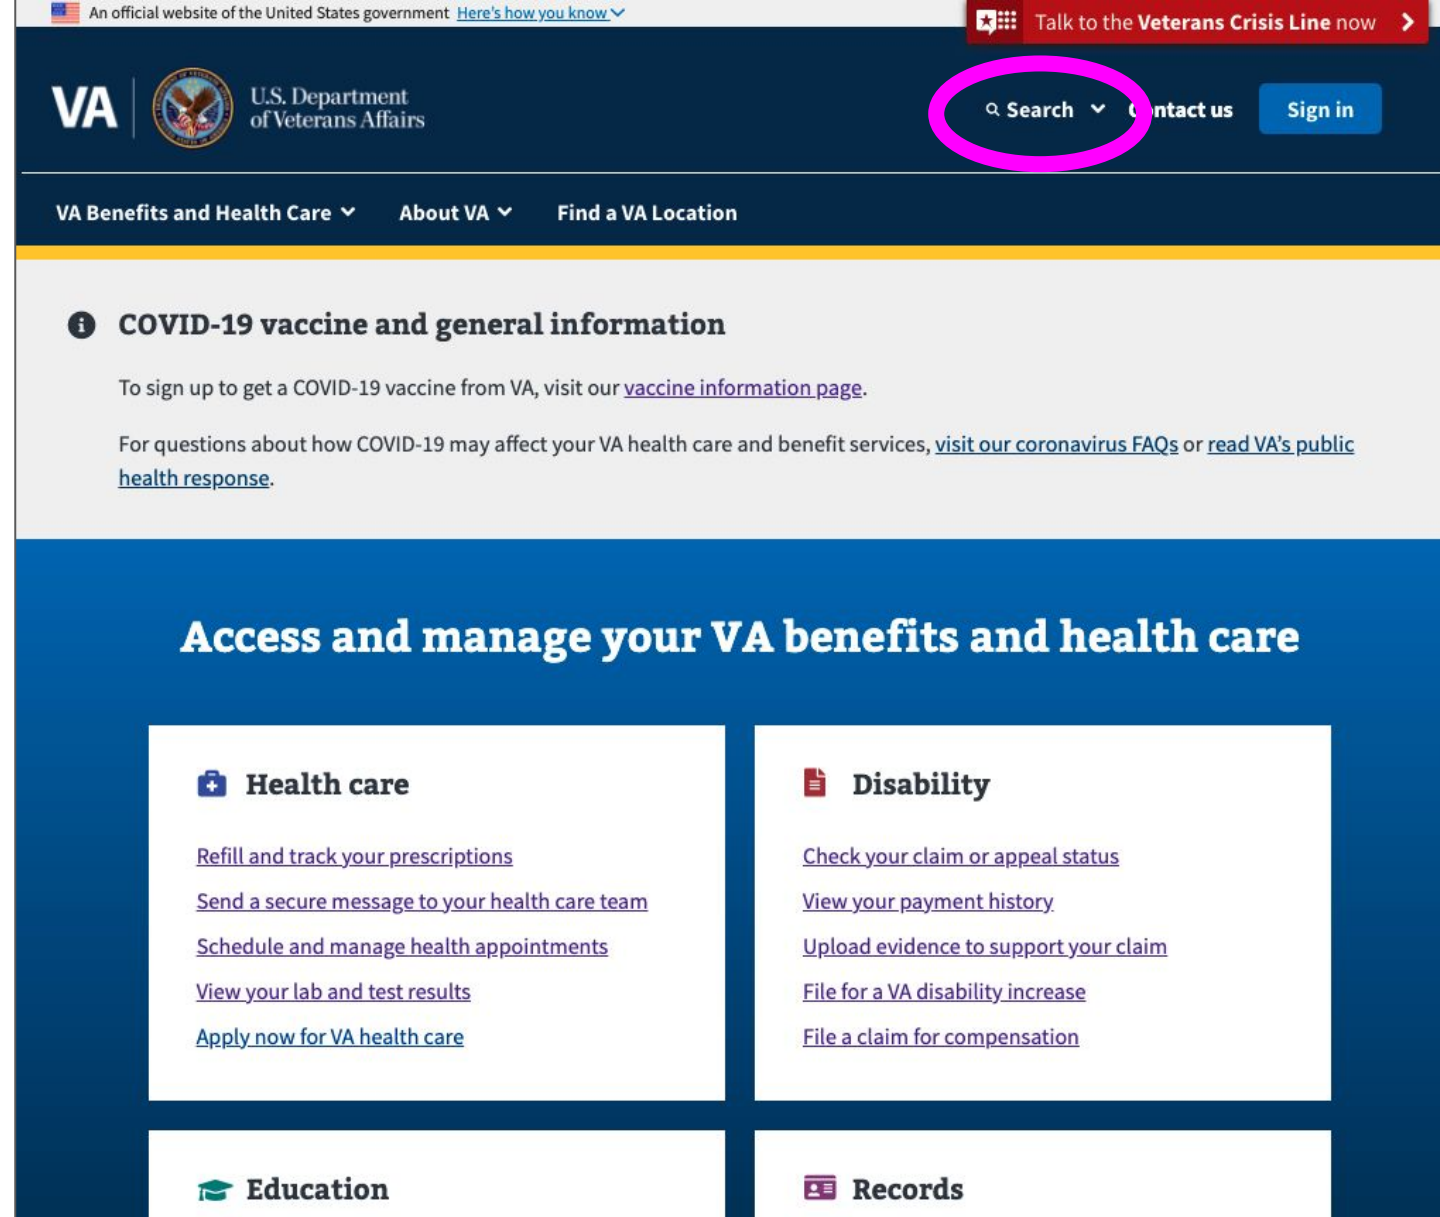 An official website of the United States government Here's how you know
Talk to the Veterans Crisis Line now
VA
U.S. Department
of Veterans Affairs
Search
Contact us
Sign in
VA Benefits and Health Care
About VA
Find a VA Location
COVID-19 vaccine and general information
To sign up to get a COVID-19 vaccine from VA, visit our vaccine information page.
For questions about how COVID-19 may affect your VA health care and benefit services, visit our coronavirus FAQs or read VA's public
health response.
Access and manage your VA benefits and health care
Health care
Refill and track your prescriptions
Send a secure message to your health care team
Schedule and manage health appointments
View your lab and test results
Apply now for VA health care
Disability
Check your claim or appeal status
View your payment history
Upload evidence to support your claim
File for a VA disability increase
File a claim for compensation
Education
Records